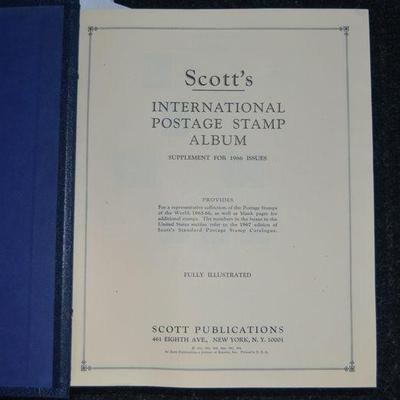 Scott's
INTERNATIONAL
POSTAGE STAMP
ALBUM
SUPPLEMENT FOR 1966 ISSUES
PROVIDES
For a representative collection of the Postage Stamps
of the World, 1965-66, as well as blank pages for
additional stamps. The numbers in the boxes in the
United States section refer to the 1967 edition of
Scott's Standard Postage Stamp Catalogue.
FULLY ILLUSTRATED
SCOTT PUBLICATIONS
461 EIGHTH AVE., NEW YORK, N. Y. 10001
Printed in U. S. A.